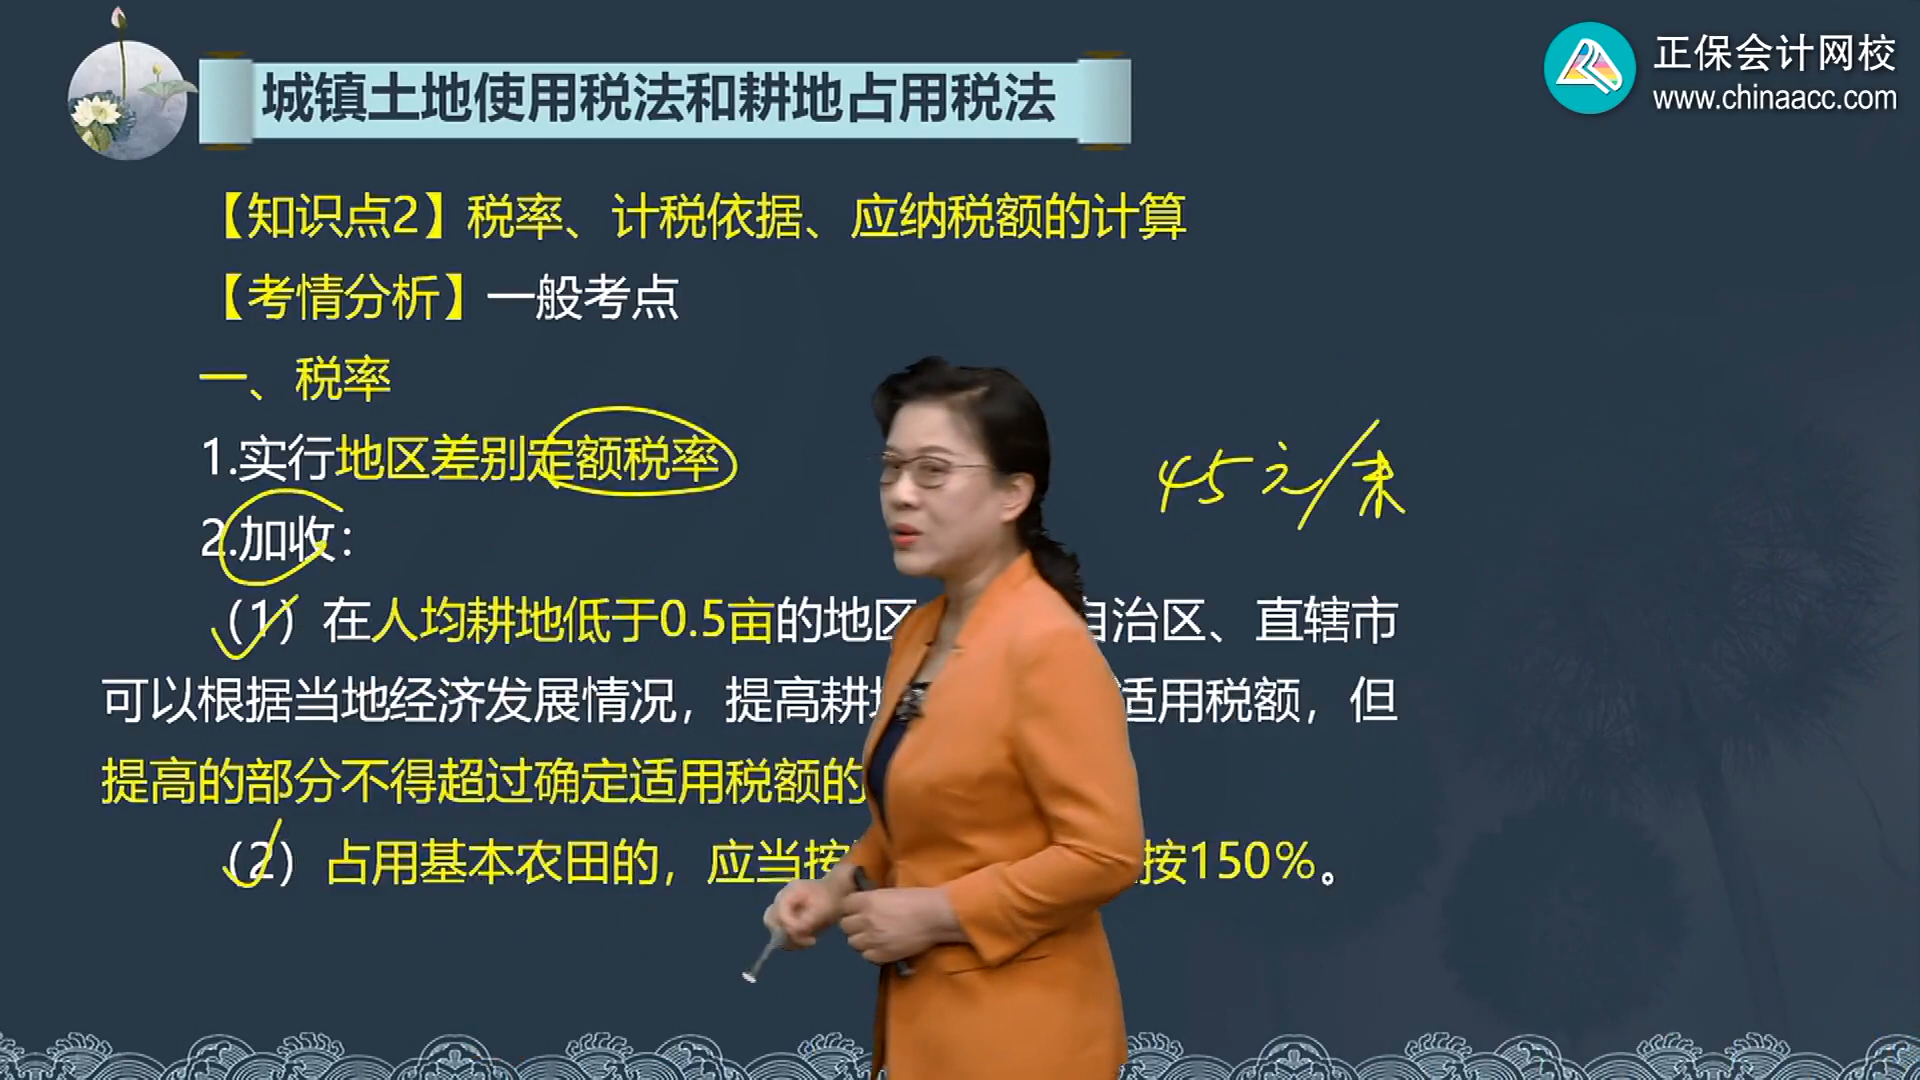 城镇土地使用税法和耕地占用税法
正保会计网校
www.chinaacc.com
【知识点2】税率、计税依据、应纳税额的计算
【考情分析】一般考点
一、税率
1.实行地区差别定额税率
45元/
2.加收：
（1）在人均耕地低于0.5亩的地区 自治区、直辖市
可以根据当地经济发展情况，提高耕地 适用税额，但
提高的部分不得超过确定适用税额的
（2）占用基本农田的，应当按 按150%。